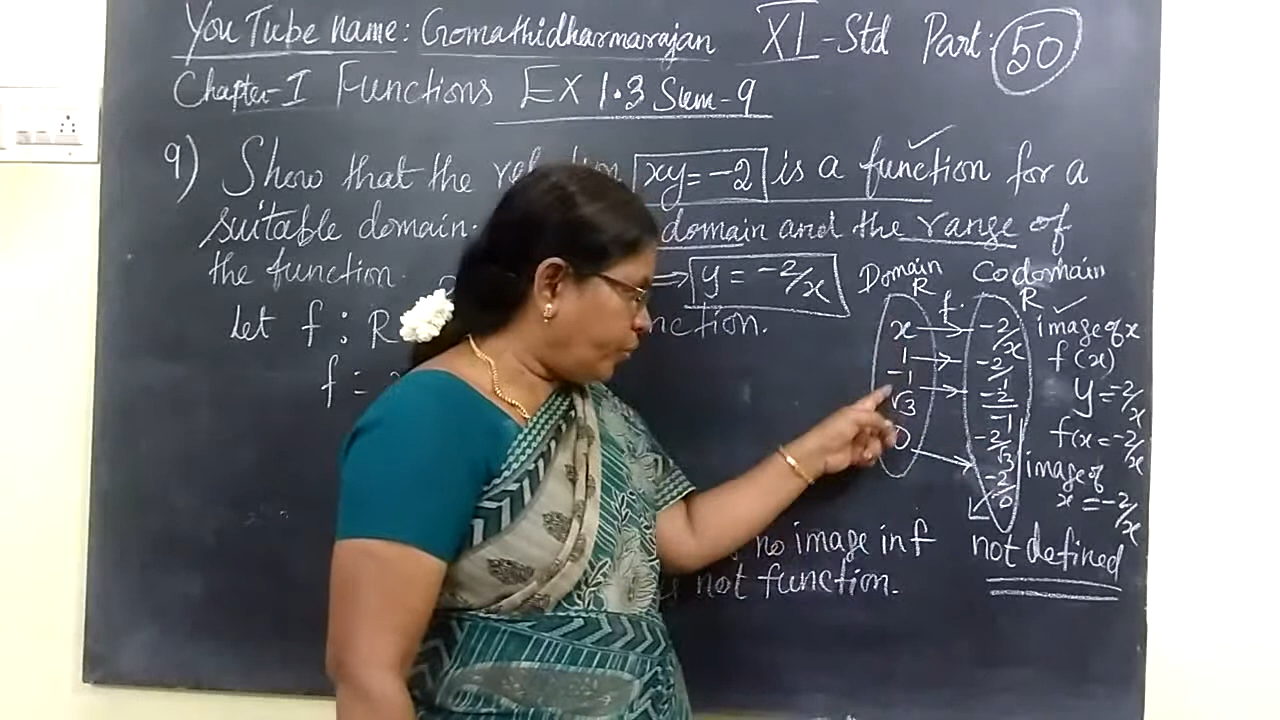 YouTube name: Gomathidharmarajan XI-Std Part: 50
Chapter-I Functions Ex 1.3 Sum-9
9) Show that the xy=-2 is a function for a
suitable domain. domain and the range of
the function. ⇒ y = -2/x
let f : R nction.
f =
Domain Codomain
R f R
x -2/x image of x
1 -2/1 f(x)
-1 -2/-1 y=-2/x
√3 -2/√3 f(x=-2/x
0 -2/0 image of
x = -2/x
no image in f not defined
not function.